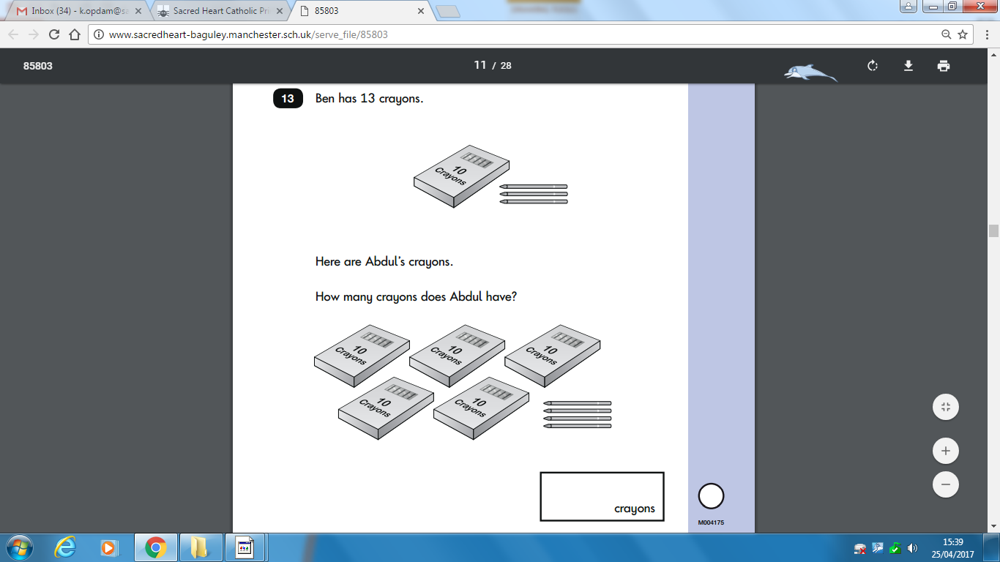 Inbox (34) - k.opdam@sa
Sacred Heart Catholic Pri
85803
www.sacredheart-baguley.manchester.sch.uk/serve_file/85803
85803
11 / 28
13 Ben has 13 crayons.
10
Crayons
Here are Abdul's crayons.
How many crayons does Abdul have?
10
Crayons
10
Crayons
10
Crayons
10
Crayons
10
Crayons
crayons
M004175
15:39
25/04/2017